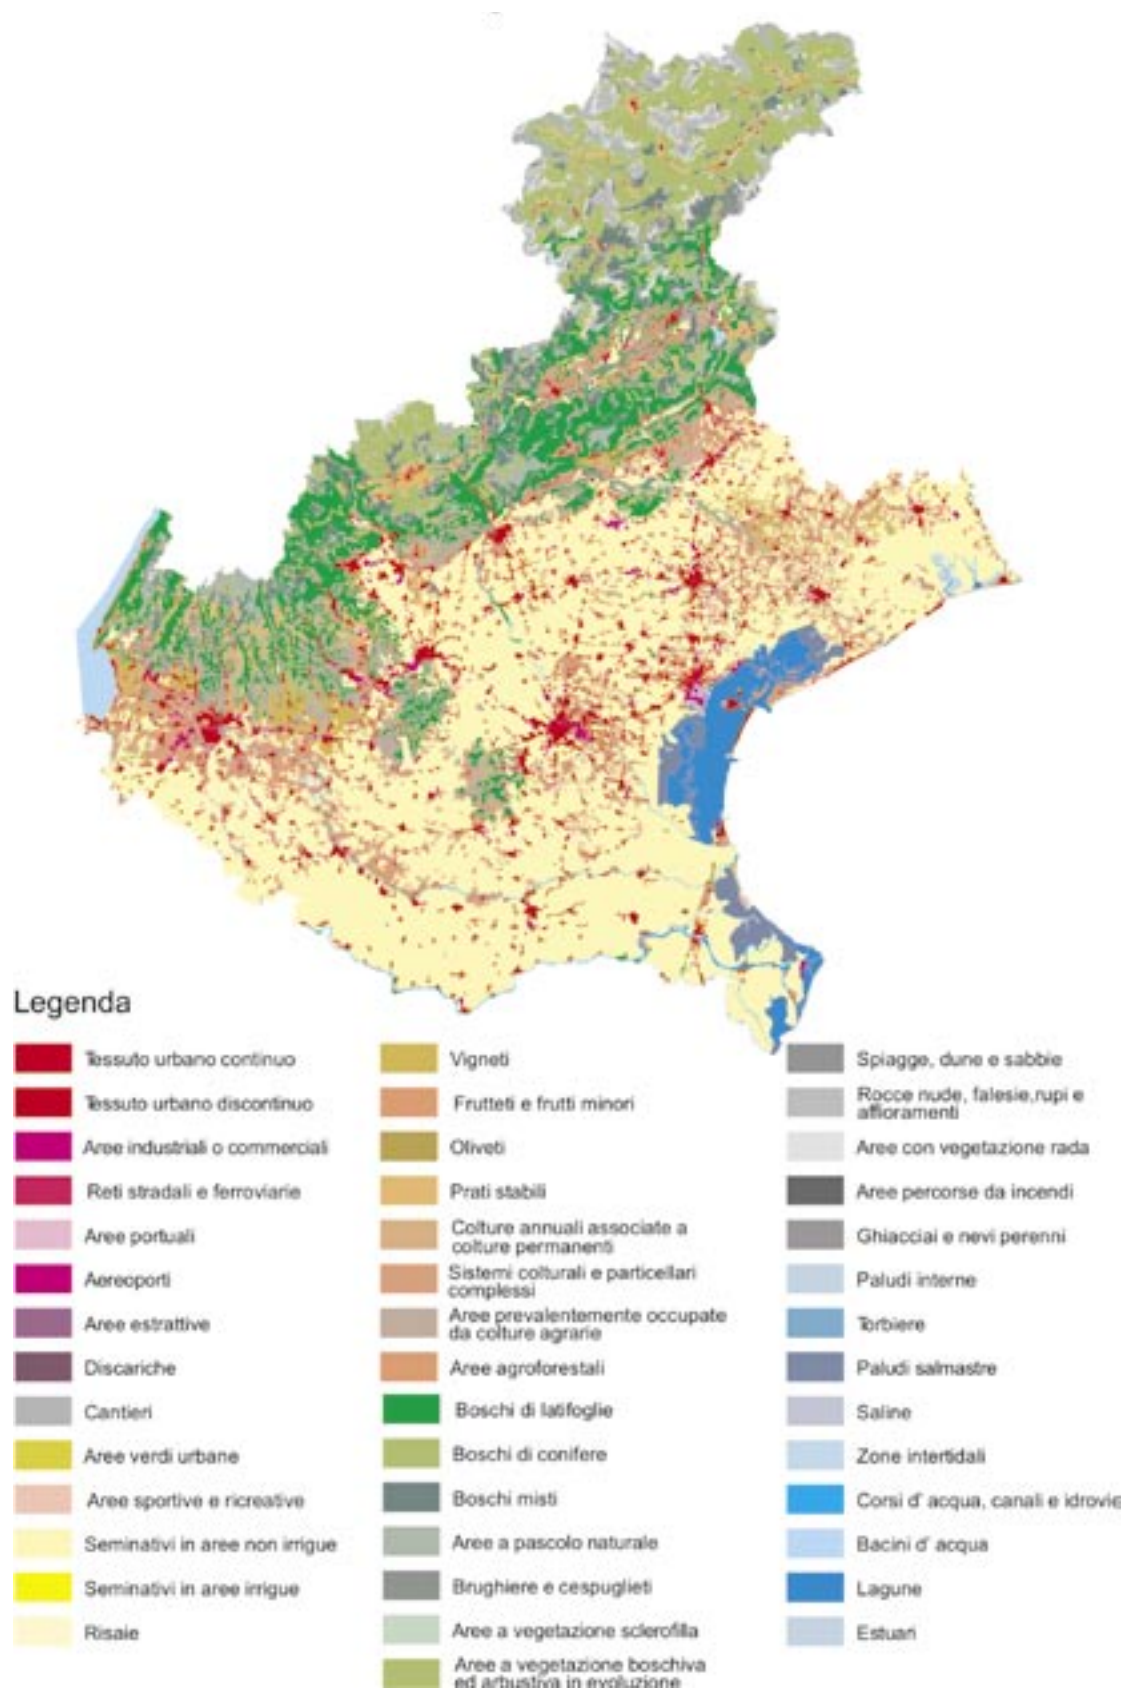 Legenda
Tessuto urbano continuo
Tessuto urbano discontinuo
Aree industriali o commerciali
Reti stradali e ferroviarie
Aree portuali
Aereoporti
Aree estrattive
Discariche
Cantieri
Aree verdi urbane
Aree sportive e ricreative
Seminativi in aree non irrigue
Seminativi in aree irrigue
Risaie
Vigneti
Frutteti e frutti minori
Oliveti
Prati stabili
Colture annuali associate a
colture permanenti
Sistemi colturali e particellari
complessi
Aree prevalentemente occupate
da colture agrarie
Aree agroforestali
Boschi di latifoglie
Boschi di conifere
Boschi misti
Aree a pascolo naturale
Brughiere e cespuglieti
Aree a vegetazione sclerofilla
Aree a vegetazione boschiva
ed arbustiva in evoluzione
Spiagge, dune e sabbie
Rocce nude, falesie,rupi e
affioramenti
Aree con vegetazione rada
Aree percorse da incendi
Ghiacciai e nevi perenni
Paludi interne
Torbiere
Paludi salmastre
Saline
Zone intertidali
Corsi d' acqua, canali e idrovie
Bacini d' acqua
Lagune
Estuari